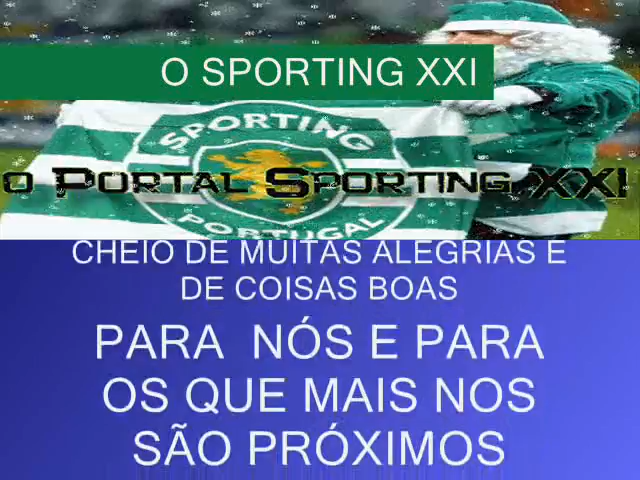 O SPORTING XXI
SPORTING
O PORTAL SPORTING XXI
PORTUGAL
CHEIO DE MUITAS ALEGRIAS E
DE COISAS BOAS
PARA NÓS E PARA
OS QUE MAIS NOS
SÃO PRÓXIMOS